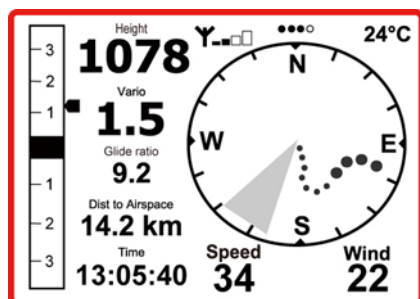 Height
1078
Vario
1.5
Glide ratio
9.2
Dist to Airspace
14.2 km
Time
13:05:40
3
2
1
1
2
3
24°C
N
W
E
S
Speed
34
Wind
22